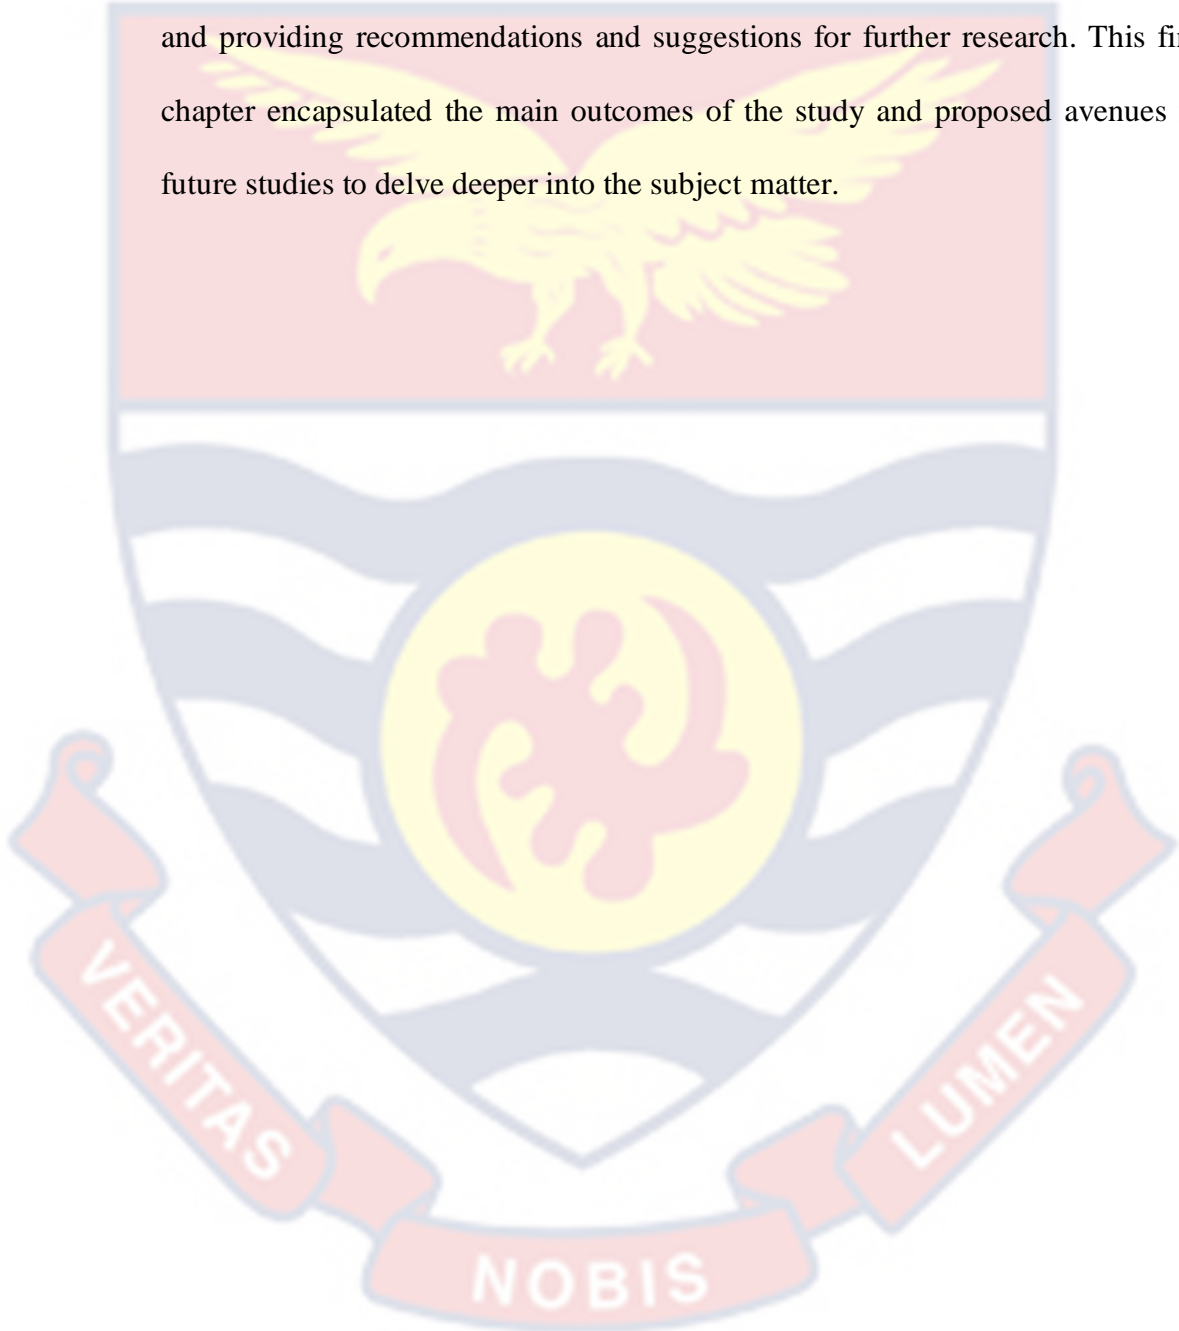 and providing recommendations and suggestions for further research. This
chapter encapsulated the main outcomes of the study and proposed avenues
future studies to delve deeper into the subject matter.
VERITAS
NOBIS
LUMEN